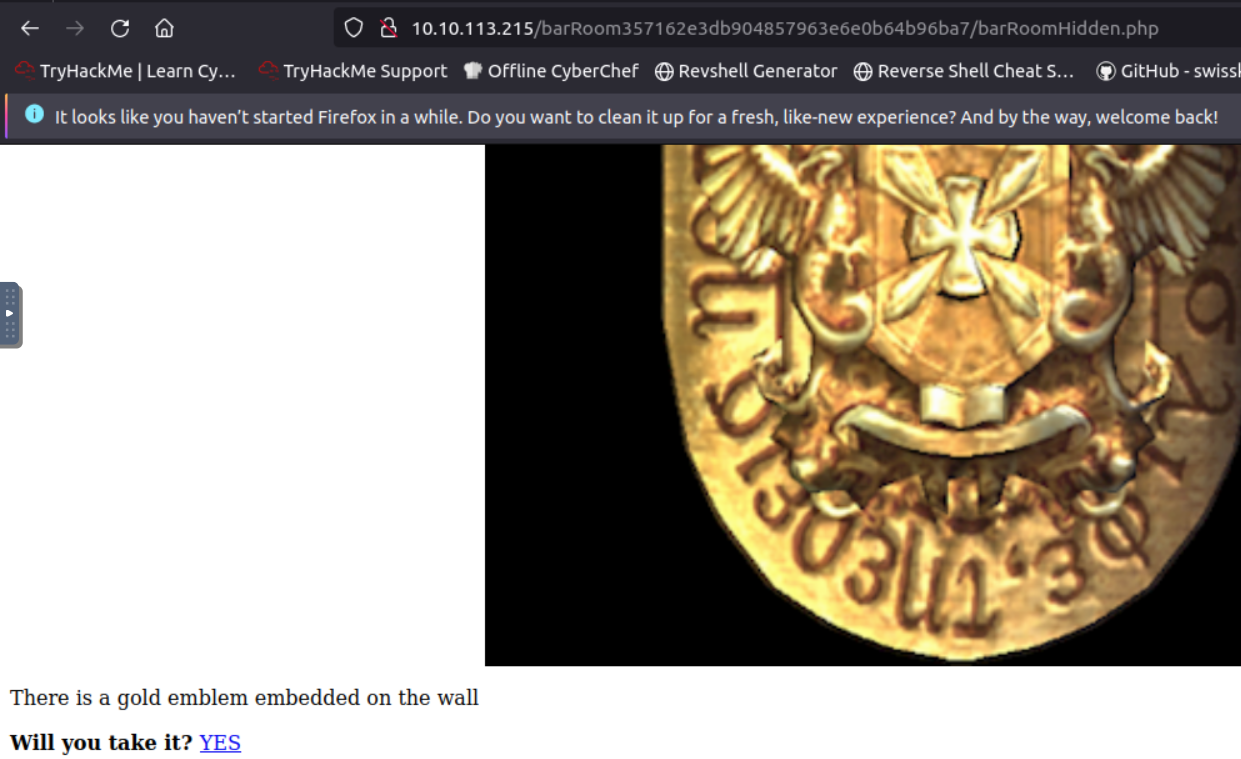 10.10.113.215/barRoom357162e3db904857963e6e0b64b96ba7/barRoomHidden.php
TryHackMe | Learn Cy... TryHackMe Support Offline CyberChef Revshell Generator Reverse Shell Cheat S... GitHub - swissk
It looks like you haven’t started Firefox in a while. Do you want to clean it up for a fresh, like-new experience? And by the way, welcome back!
There is a gold emblem embedded on the wall
Will you take it? YES